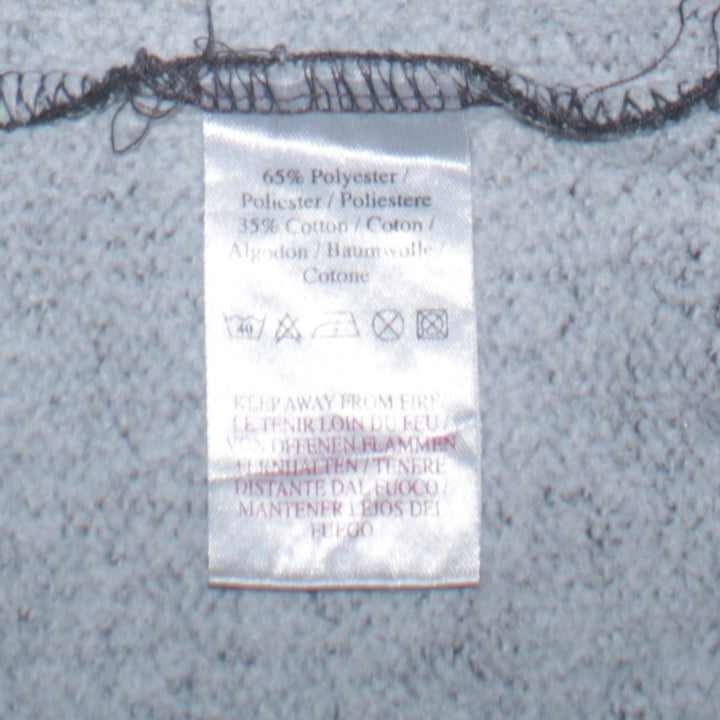 65% Polyester /
Poliester / Poliestere
35% Cotton / Coton /
Algodon / Baumwolle /
Cotone
40
KEEP AWAY FROM FIRE/
LE TENIR LOIN DU FEU /
VON OFFENEN FLAMMEN
FERNHALTEN / TENERE
DISTANTE DAL FUOCO /
MANTENER LEJOS DEL
FUEGO